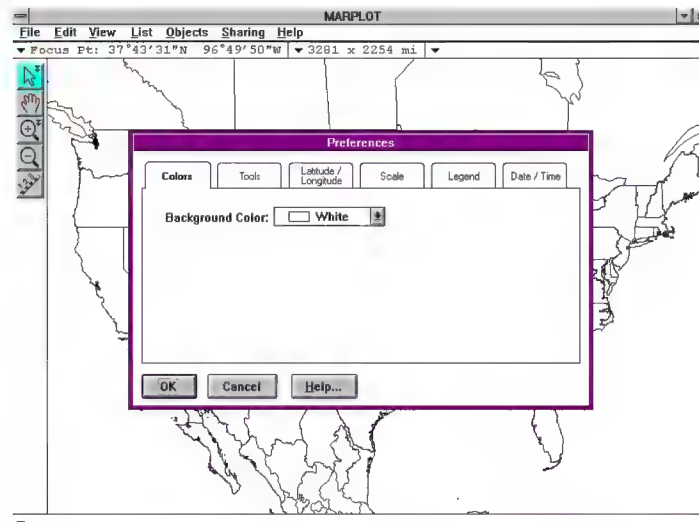 MARPLOT
File Edit View List Objects Sharing Help
Focus Pt: 37°43'31"N 96°49'50"W 3281 x 2254 mi
Preferences
Colors Tools Latitude / Longitude Scale Legend Date / Time
Background Color: White
OK Cancel Help...